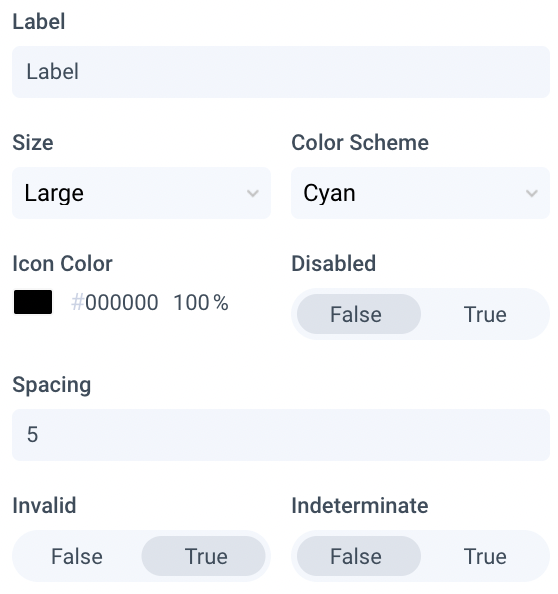 Label
Label
Size Color Scheme
Large Cyan
Icon Color Disabled
#000000 100% False True
Spacing
5
Invalid Indeterminate
False True False True